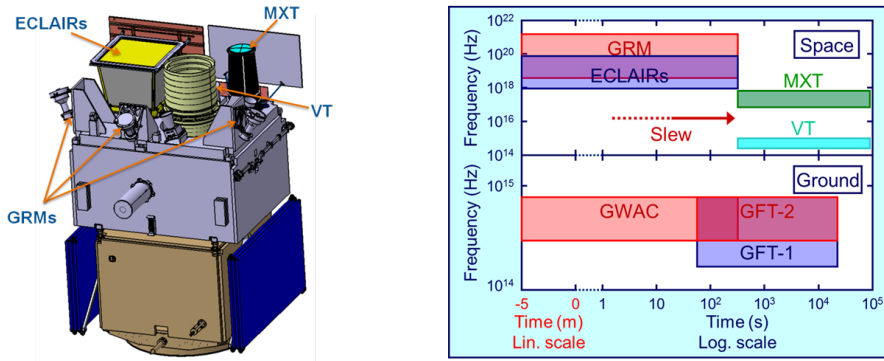 ECLAIRs
MXT
VT
GRMs
Frequency (Hz)
10²²
10²⁰
10¹⁸
10¹⁶
10¹⁴
GRM
Space
ECLAIRs
MXT
Slew
VT
Frequency (Hz)
10¹⁵
10¹⁴
Ground
GWAC
GFT-2
GFT-1
-5 0 1 10 10² 10³ 10⁴ 10⁵
Time (m) Time (s)
Lin. scale Log. scale